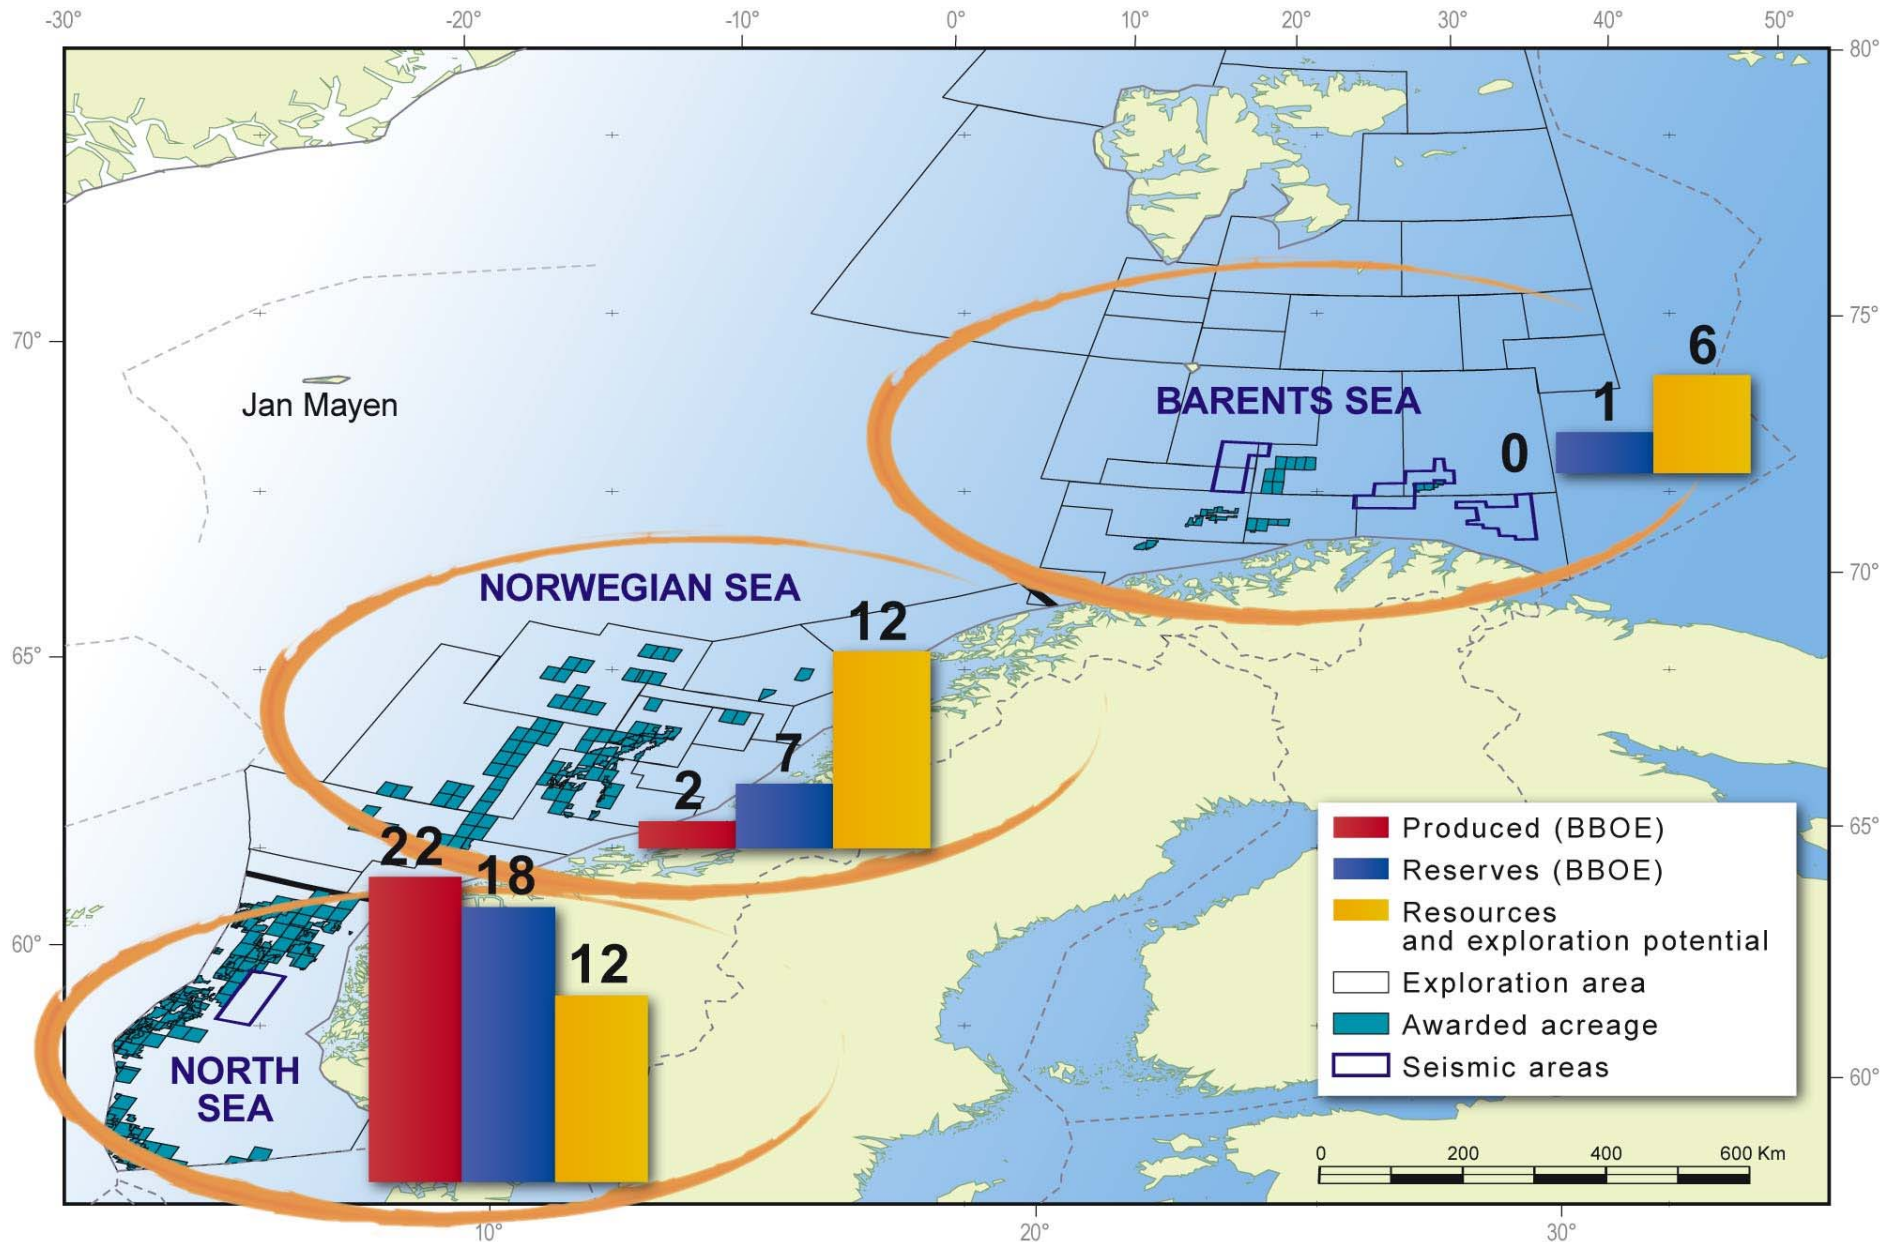 -30°
-20°
-10°
0°
10°
20°
30°
40°
50°
80°
75°
70°
Jan Mayen
BARENTS SEA
0
1
6
70°
NORWEGIAN SEA
2
7
12
65°
65°
22
18
12
60°
NORTH
SEA
Produced (BBOE)
Reserves (BBOE)
Resources
and exploration potential
Exploration area
Awarded acreage
Seismic areas
60°
0 200 400 600 Km
10°
20°
30°